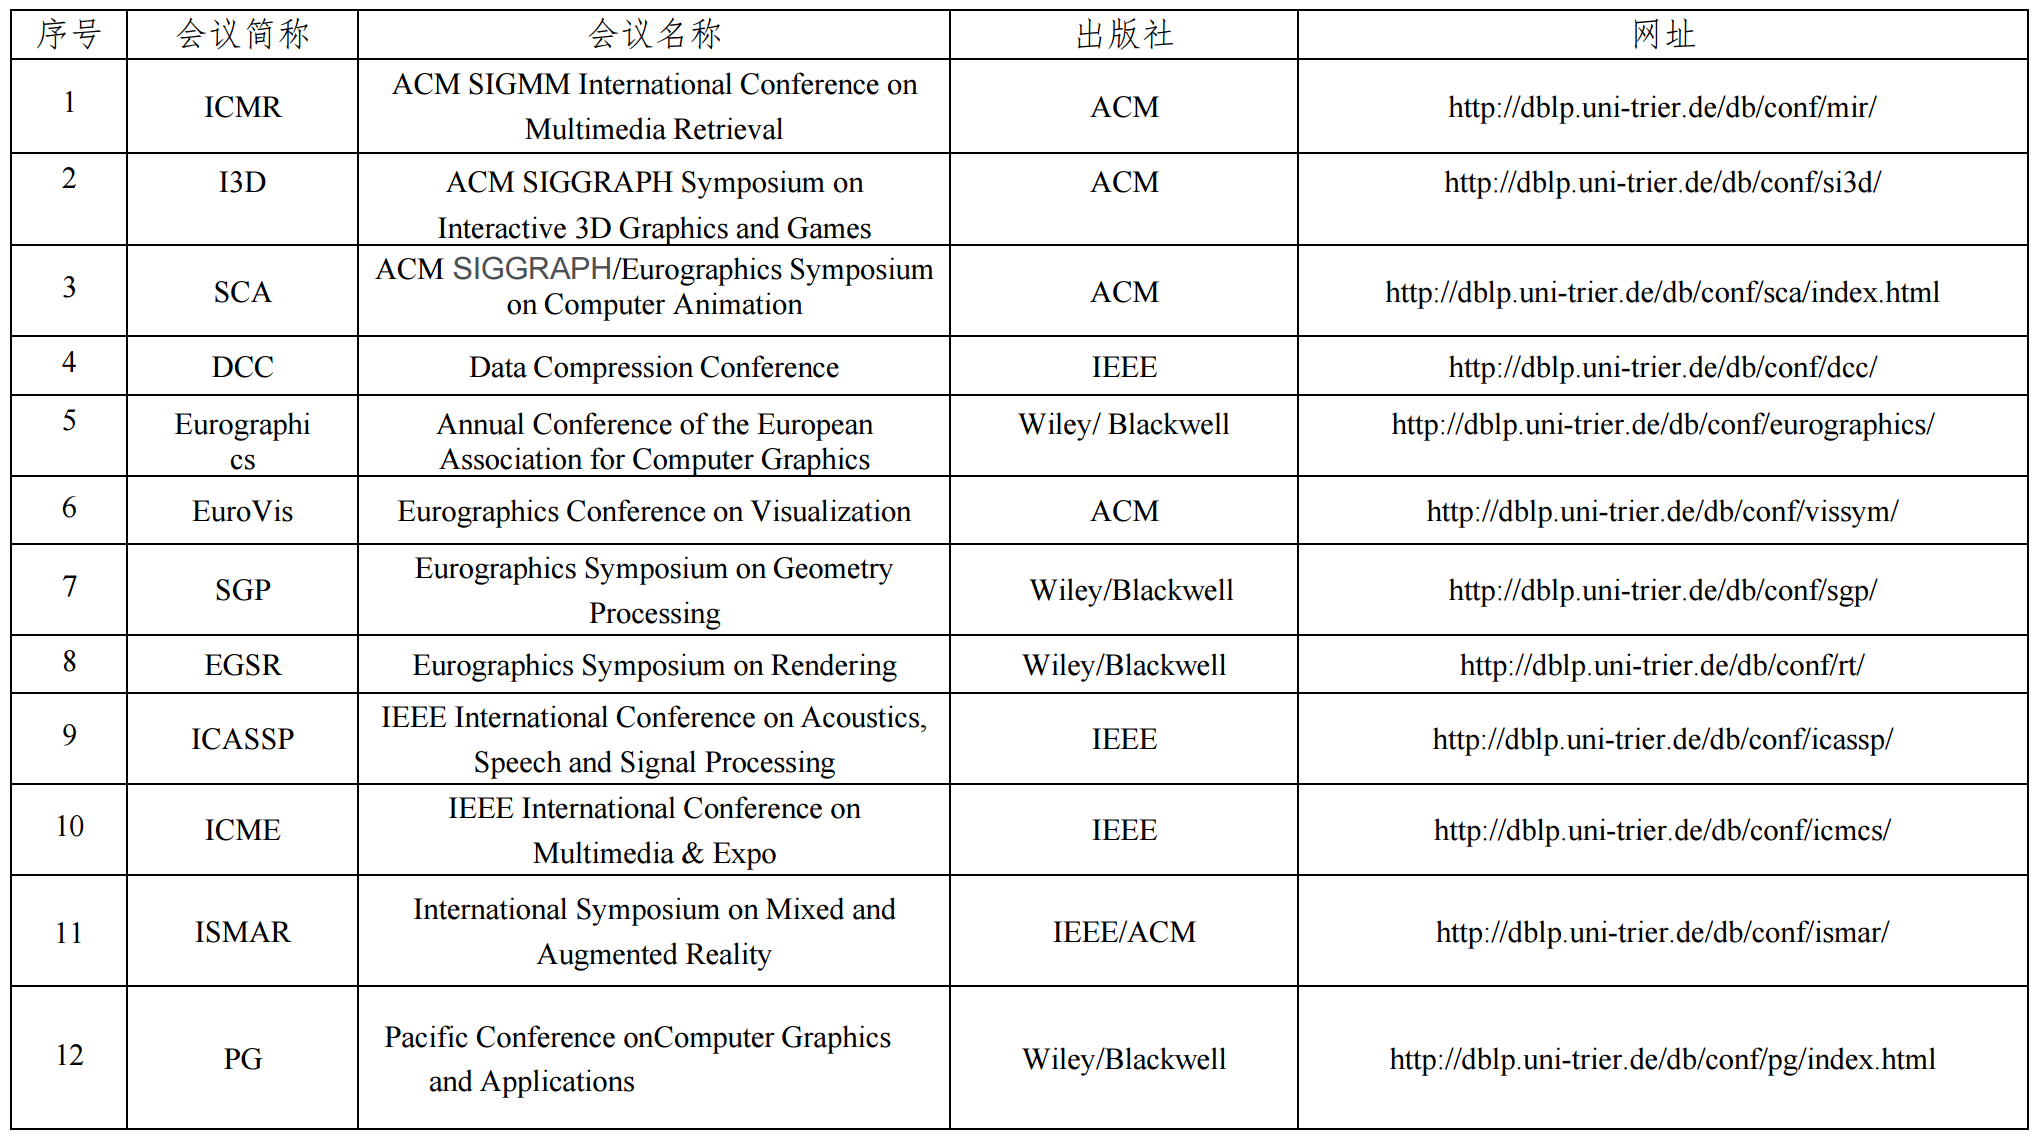 序号 会议简称 会议名称 出版社 网址
1 ICMR ACM SIGMM International Conference on
Multimedia Retrieval ACM http://dblp.uni-trier.de/db/conf/mir/
2 I3D ACM SIGGRAPH Symposium on
Interactive 3D Graphics and Games ACM http://dblp.uni-trier.de/db/conf/si3d/
3 SCA ACM SIGGRAPH/Eurographics Symposium
on Computer Animation ACM http://dblp.uni-trier.de/db/conf/sca/index.html
4 DCC Data Compression Conference IEEE http://dblp.uni-trier.de/db/conf/dcc/
5 Eurographi
cs Annual Conference of the European
Association for Computer Graphics Wiley/ Blackwell http://dblp.uni-trier.de/db/conf/eurographics/
6 EuroVis Eurographics Conference on Visualization ACM http://dblp.uni-trier.de/db/conf/vissym/
7 SGP Eurographics Symposium on Geometry
Processing Wiley/Blackwell http://dblp.uni-trier.de/db/conf/sgp/
8 EGSR Eurographics Symposium on Rendering Wiley/Blackwell http://dblp.uni-trier.de/db/conf/rt/
9 ICASSP IEEE International Conference on Acoustics,
Speech and Signal Processing IEEE http://dblp.uni-trier.de/db/conf/icassp/
10 ICME IEEE International Conference on
Multimedia & Expo IEEE http://dblp.uni-trier.de/db/conf/icmcs/
11 ISMAR International Symposium on Mixed and
Augmented Reality IEEE/ACM http://dblp.uni-trier.de/db/conf/ismar/
12 PG Pacific Conference onComputer Graphics
and Applications Wiley/Blackwell http://dblp.uni-trier.de/db/conf/pg/index.html